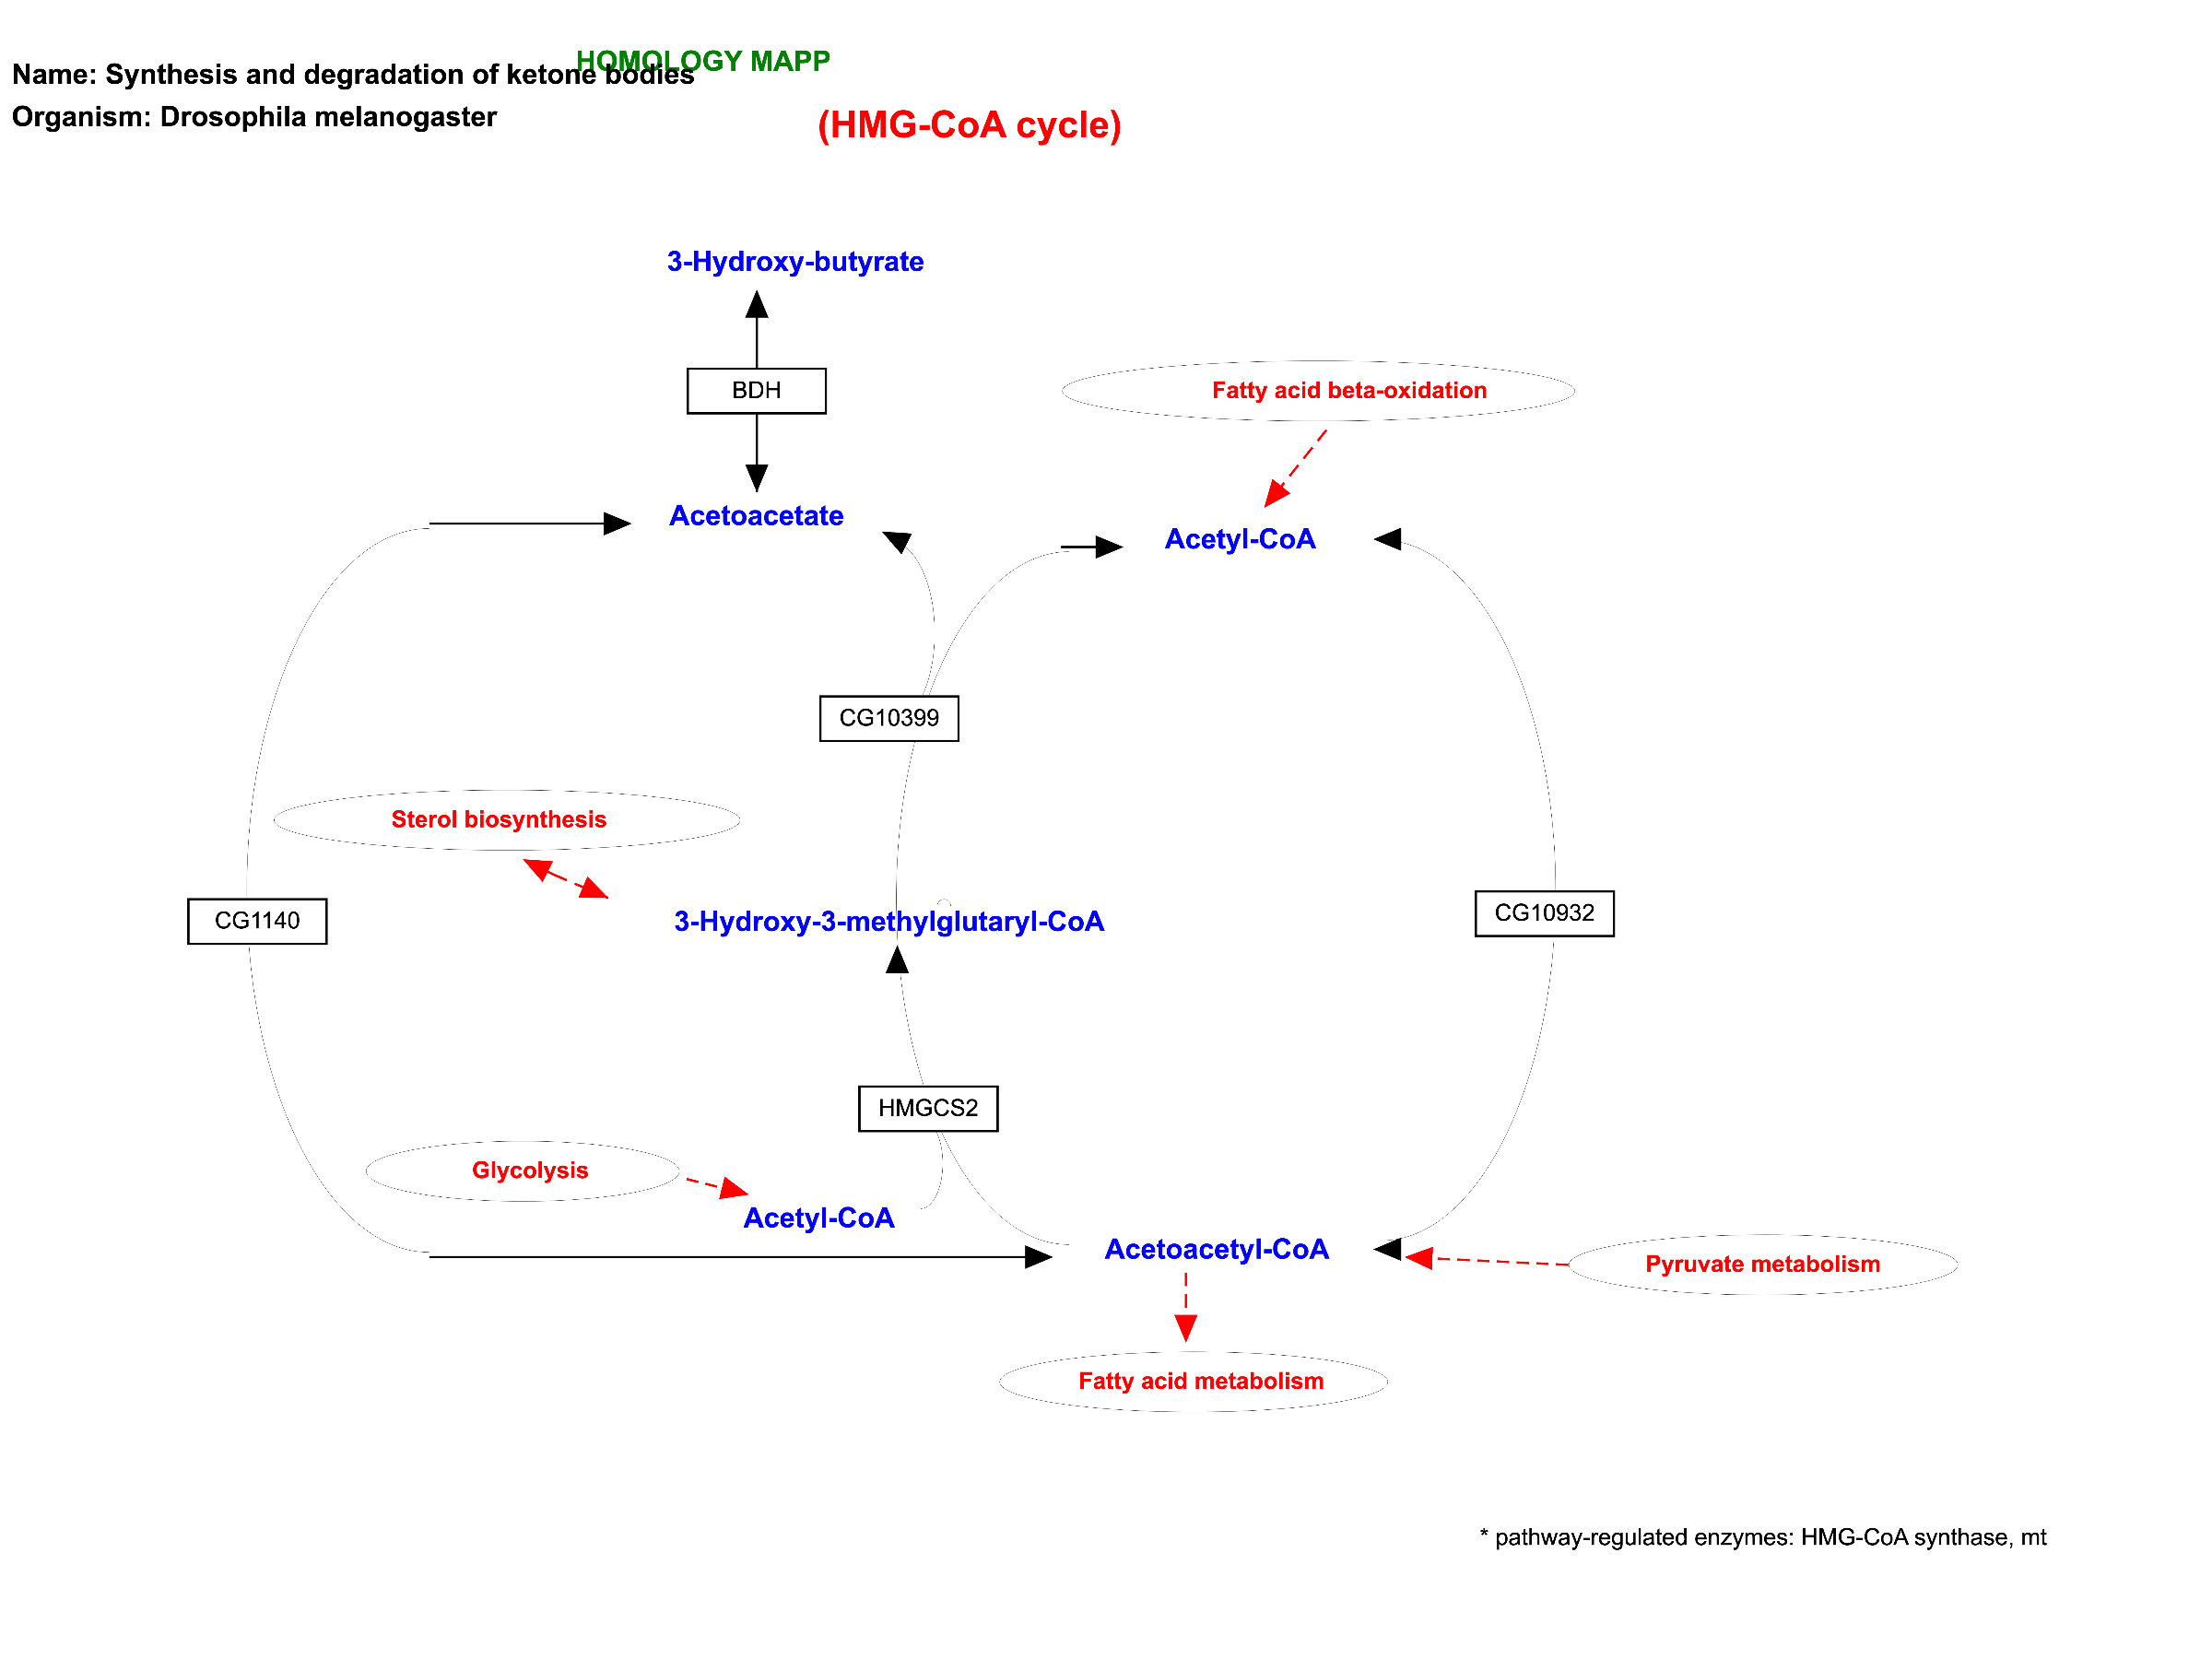 HOMOLOGY MAPP
Name: Synthesis and degradation of ketone bodies
Organism: Drosophila melanogaster
(HMG-CoA cycle)
3-Hydroxy-butyrate
BDH
Fatty acid beta-oxidation
Acetoacetate
Acetyl-CoA
CG10399
Sterol biosynthesis
CG1140
3-Hydroxy-3-methylglutaryl-CoA
CG10932
HMGCS2
Glycolysis
Acetyl-CoA
Acetoacetyl-CoA
Pyruvate metabolism
Fatty acid metabolism
* pathway-regulated enzymes: HMG-CoA synthase, mt